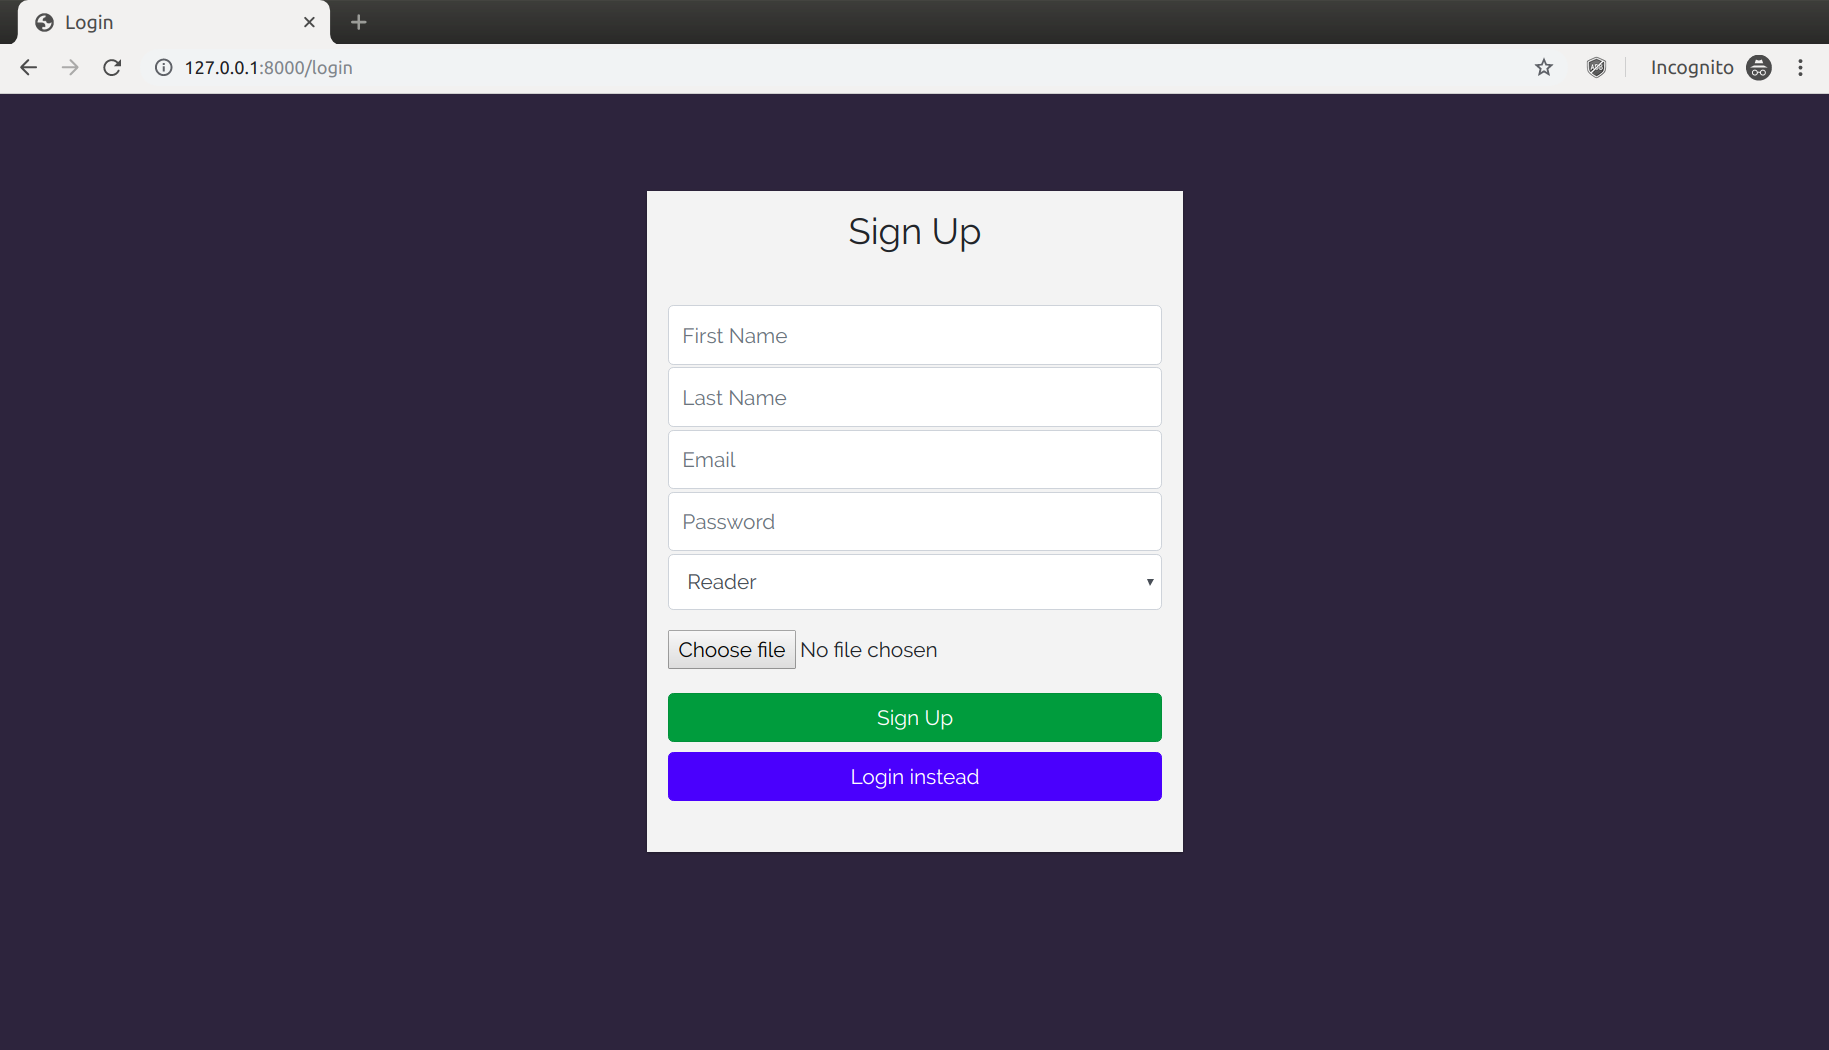 Login
127.0.0.1:8000/login
Incognito
Sign Up
First Name
Last Name
Email
Password
Reader
Choose file No file chosen
Sign Up
Login instead